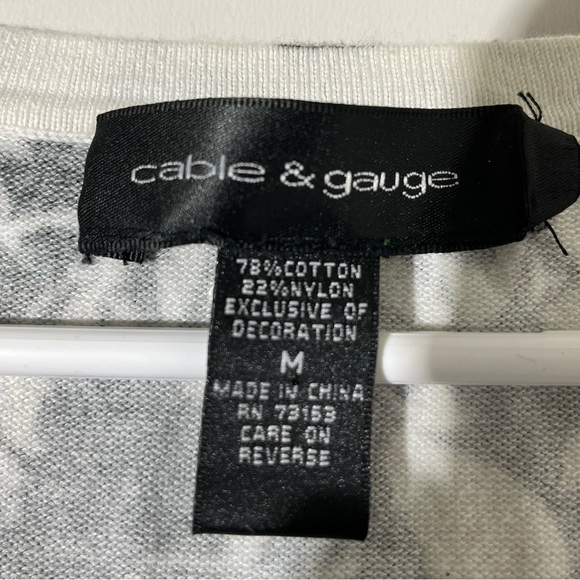 cable & gauge
78%COTTON
22%NYLON
EXCLUSIVE OF
DECORATION
M
MADE IN CHINA
RN 73153
CARE ON
REVERSE